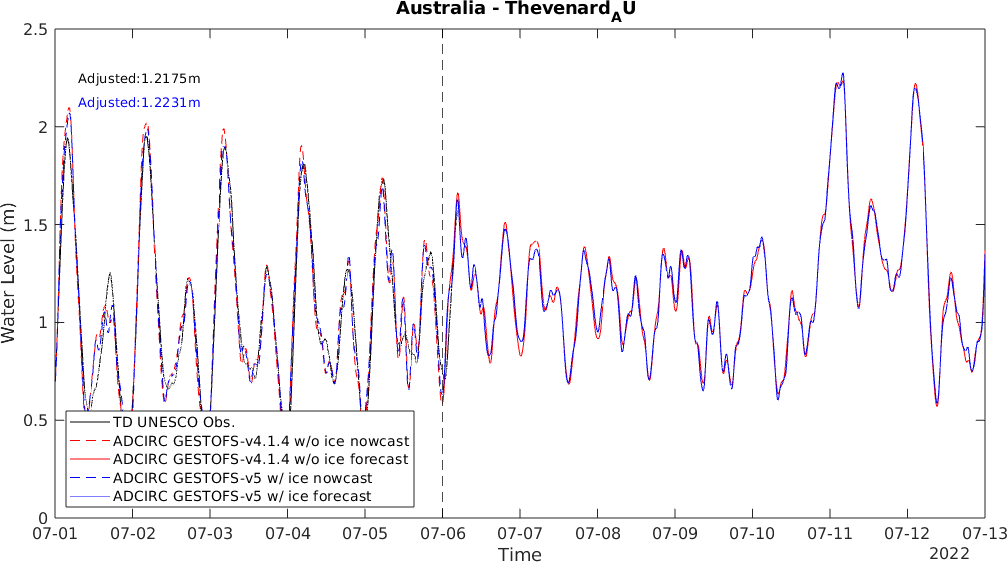 Australia - Thevenard_AU
Water Level (m)
2.5
2
1.5
1
0.5
0
Adjusted:1.2175m
Adjusted:1.2231m
TD UNESCO Obs.
ADCIRC GESTOFS-v4.1.4 w/o ice nowcast
ADCIRC GESTOFS-v4.1.4 w/o ice forecast
ADCIRC GESTOFS-v5 w/ ice nowcast
ADCIRC GESTOFS-v5 w/ ice forecast
07-01 07-02 07-03 07-04 07-05 07-06 07-07 07-08 07-09 07-10 07-11 07-12 07-13
Time
2022